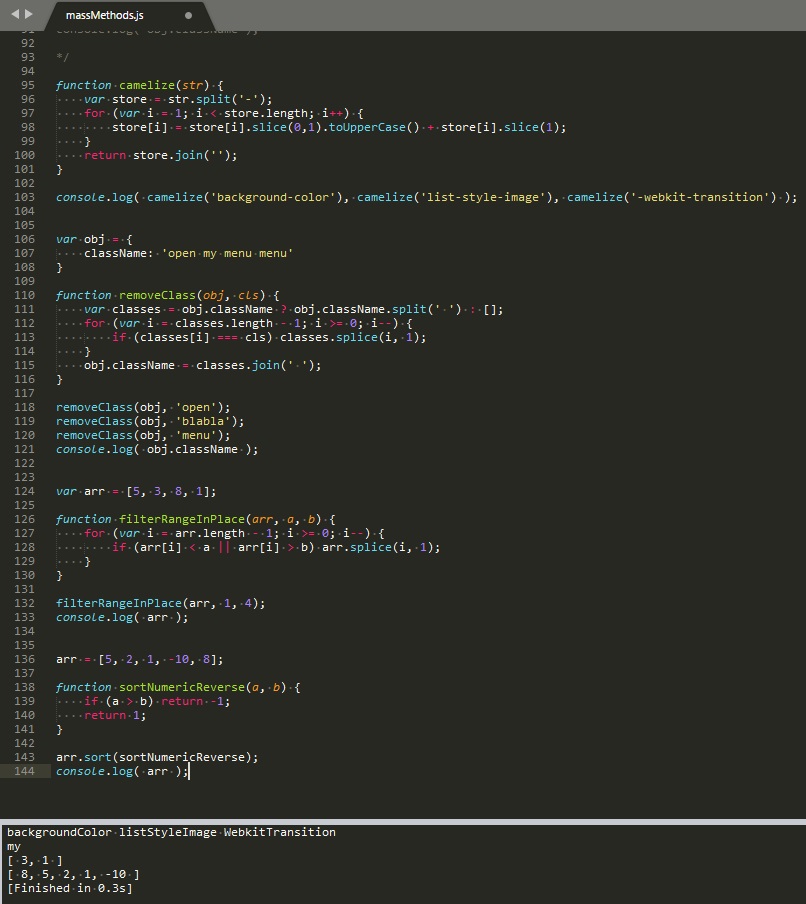 massMethods.js
91 console.log( obj.className );
92
93 */
94
95 function camelize(str) {
96     var store = str.split('-');
97     for (var i = 1; i < store.length; i++) {
98         store[i] = store[i].slice(0,1).toUpperCase() + store[i].slice(1);
99     }
100     return store.join('');
101 }
102
103 console.log( camelize('background-color'), camelize('list-style-image'), camelize('-webkit-transition') );
104
105
106 var obj = {
107     className: 'open my menu menu'
108 }
109
110 function removeClass(obj, cls) {
111     var classes = obj.className ? obj.className.split(' ') : [];
112     for (var i = classes.length - 1; i >= 0; i--) {
113         if (classes[i] === cls) classes.splice(i, 1);
114     }
115     obj.className = classes.join(' ');
116 }
117
118 removeClass(obj, 'open');
119 removeClass(obj, 'blabla');
120 removeClass(obj, 'menu');
121 console.log( obj.className );
122
123
124 var arr = [5, 3, 8, 1];
125
126 function filterRangeInPlace(arr, a, b) {
127     for (var i = arr.length - 1; i >= 0; i--) {
128         if (arr[i] < a || arr[i] > b) arr.splice(i, 1);
129     }
130 }
131
132 filterRangeInPlace(arr, 1, 4);
133 console.log( arr );
134
135
136 arr = [5, 2, 1, -10, 8];
137
138 function sortNumericReverse(a, b) {
139     if (a > b) return -1;
140     return 1;
141 }
142
143 arr.sort(sortNumericReverse);
144 console.log( arr );
backgroundColor listStyleImage WebkitTransition
my
[ 3, 1 ]
[ 8, 5, 2, 1, -10 ]
[Finished in 0.3s]